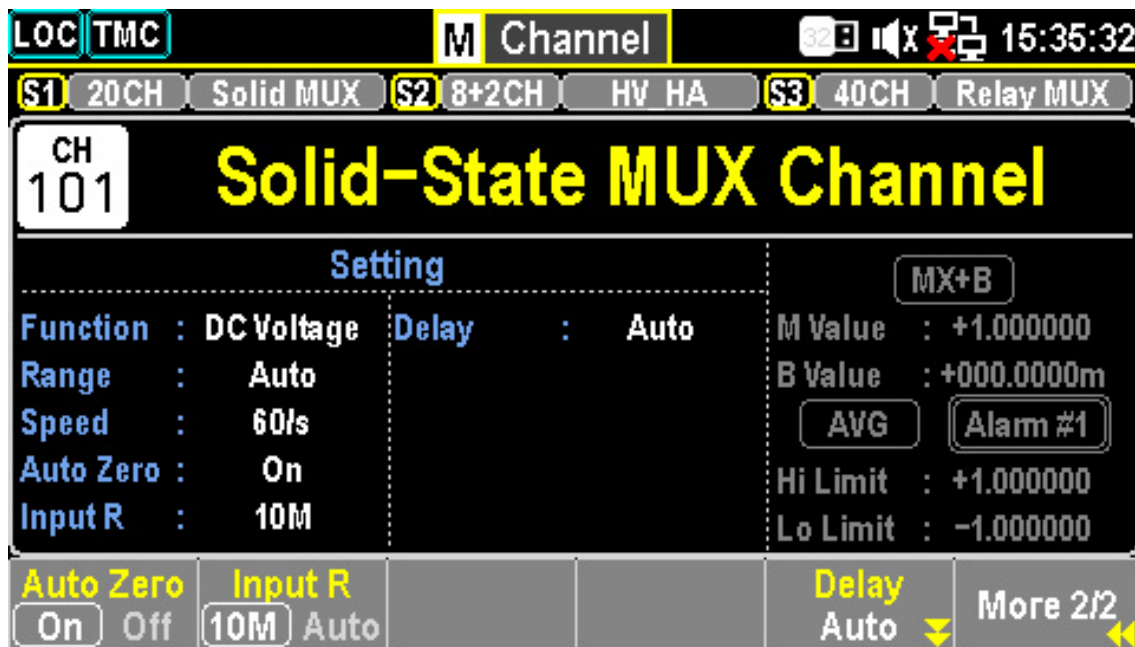 LOC TMC M Channel 32 15:35:32
S1 20CH Solid MUX S2 8+2CH HV HA S3 40CH Relay MUX
CH
101
Solid-State MUX Channel
Setting
Function : DC Voltage
Range : Auto
Speed : 60/s
Auto Zero : On
Input R : 10M
Delay : Auto
MX+B
M Value : +1.000000
B Value : +000.0000m
AVG Alarm #1
Hi Limit : +1.000000
Lo Limit : -1.000000
Auto Zero
On Off
Input R
10M Auto
Delay
Auto
More 2/2